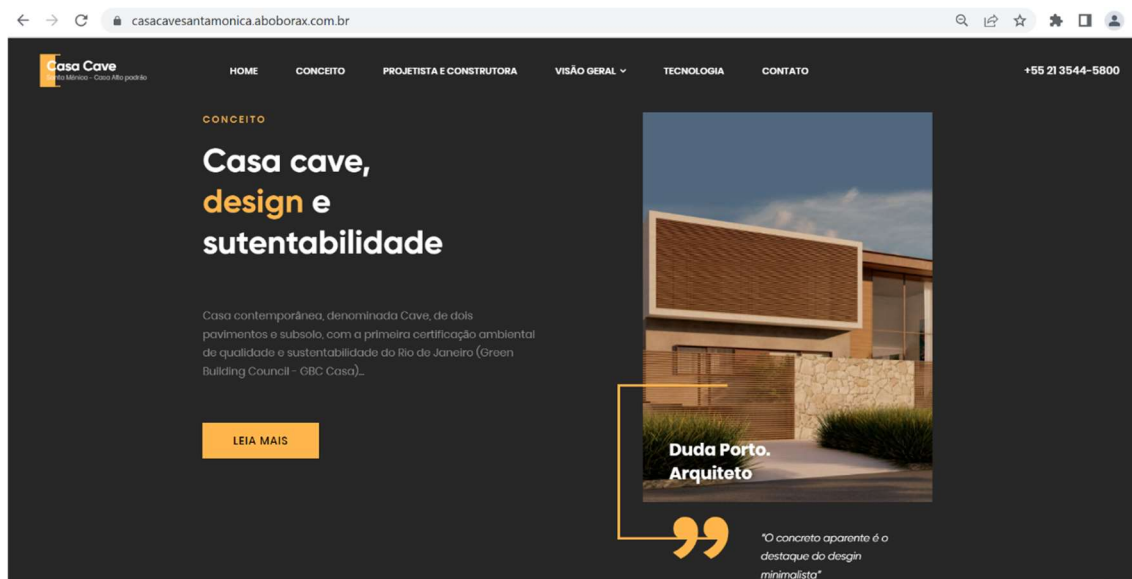 casacavesantamonica.aboborax.com.br
Casa Cave
Santa Mônica - Casa Alto padrão
HOME CONCEITO PROJETISTA E CONSTRUTORA VISÃO GERAL TECNOLOGIA CONTATO +55 21 3544-5800
CONCEITO
Casa cave,
design e
sutentabilidade
Casa contemporânea, denominada Cave, de dois
pavimentos e subsolo, com a primeira certificação ambiental
de qualidade e sustentabilidade do Rio de Janeiro (Green
Building Council - GBC Casa)...
LEIA MAIS
Duda Porto.
Arquiteto
"O concreto aparente é o
destaque do desgin
minimalista"